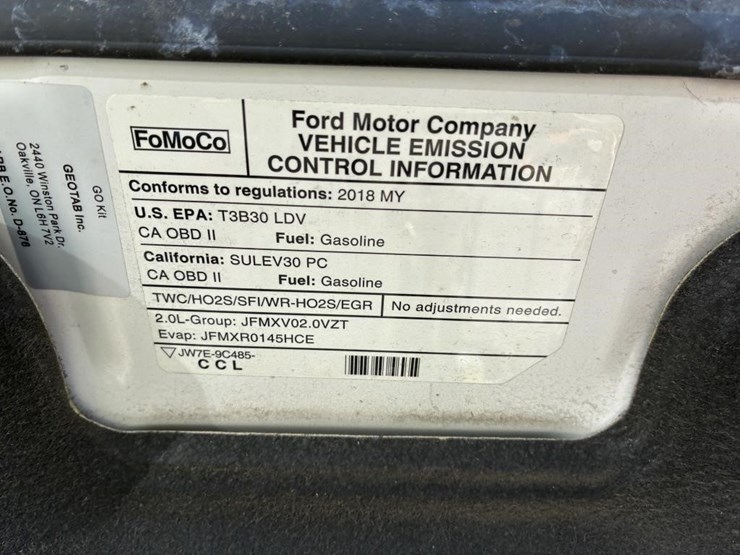 GO Kit
GEOTAB Inc.
2440 Winston Park Dr.
Oakville, ON L6H 7V2
E.O. No. D-876
FoMoCo
Ford Motor Company
VEHICLE EMISSION
CONTROL INFORMATION
Conforms to regulations: 2018 MY
U.S. EPA: T3B30 LDV
CA OBD II Fuel: Gasoline
California: SULEV30 PC
CA OBD II Fuel: Gasoline
TWC/HO2S/SFI/WR-HO2S/EGR No adjustments needed.
2.0L-Group: JFMXV02.0VZT
Evap: JFMXR0145HCE
JW7E-9C485-
C C L